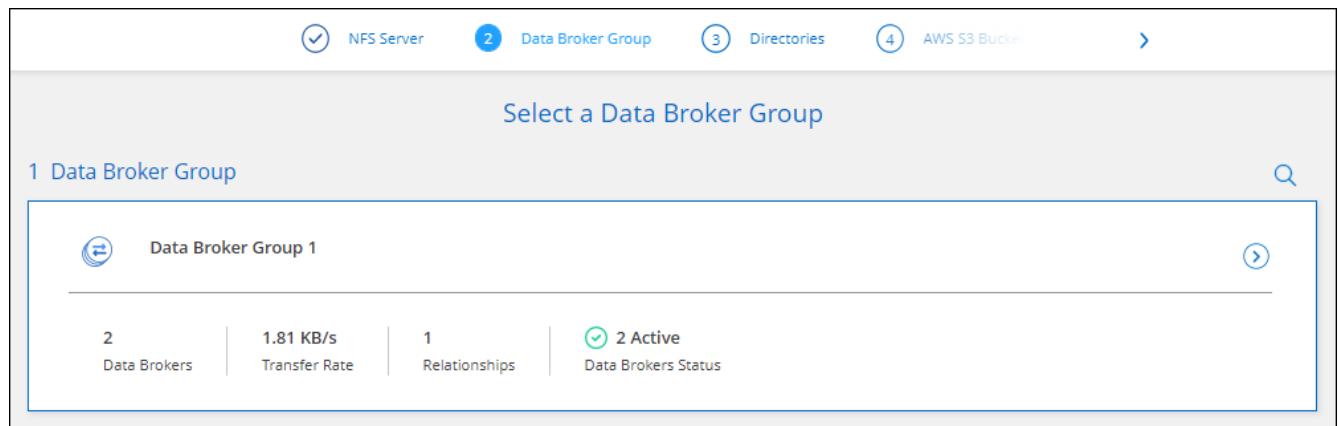 NFS Server 2 Data Broker Group 3 Directories 4 AWS S3
Select a Data Broker Group
1 Data Broker Group
Data Broker Group 1
2 1.81 KB/s 1 2 Active
Data Brokers Transfer Rate Relationships Data Brokers Status